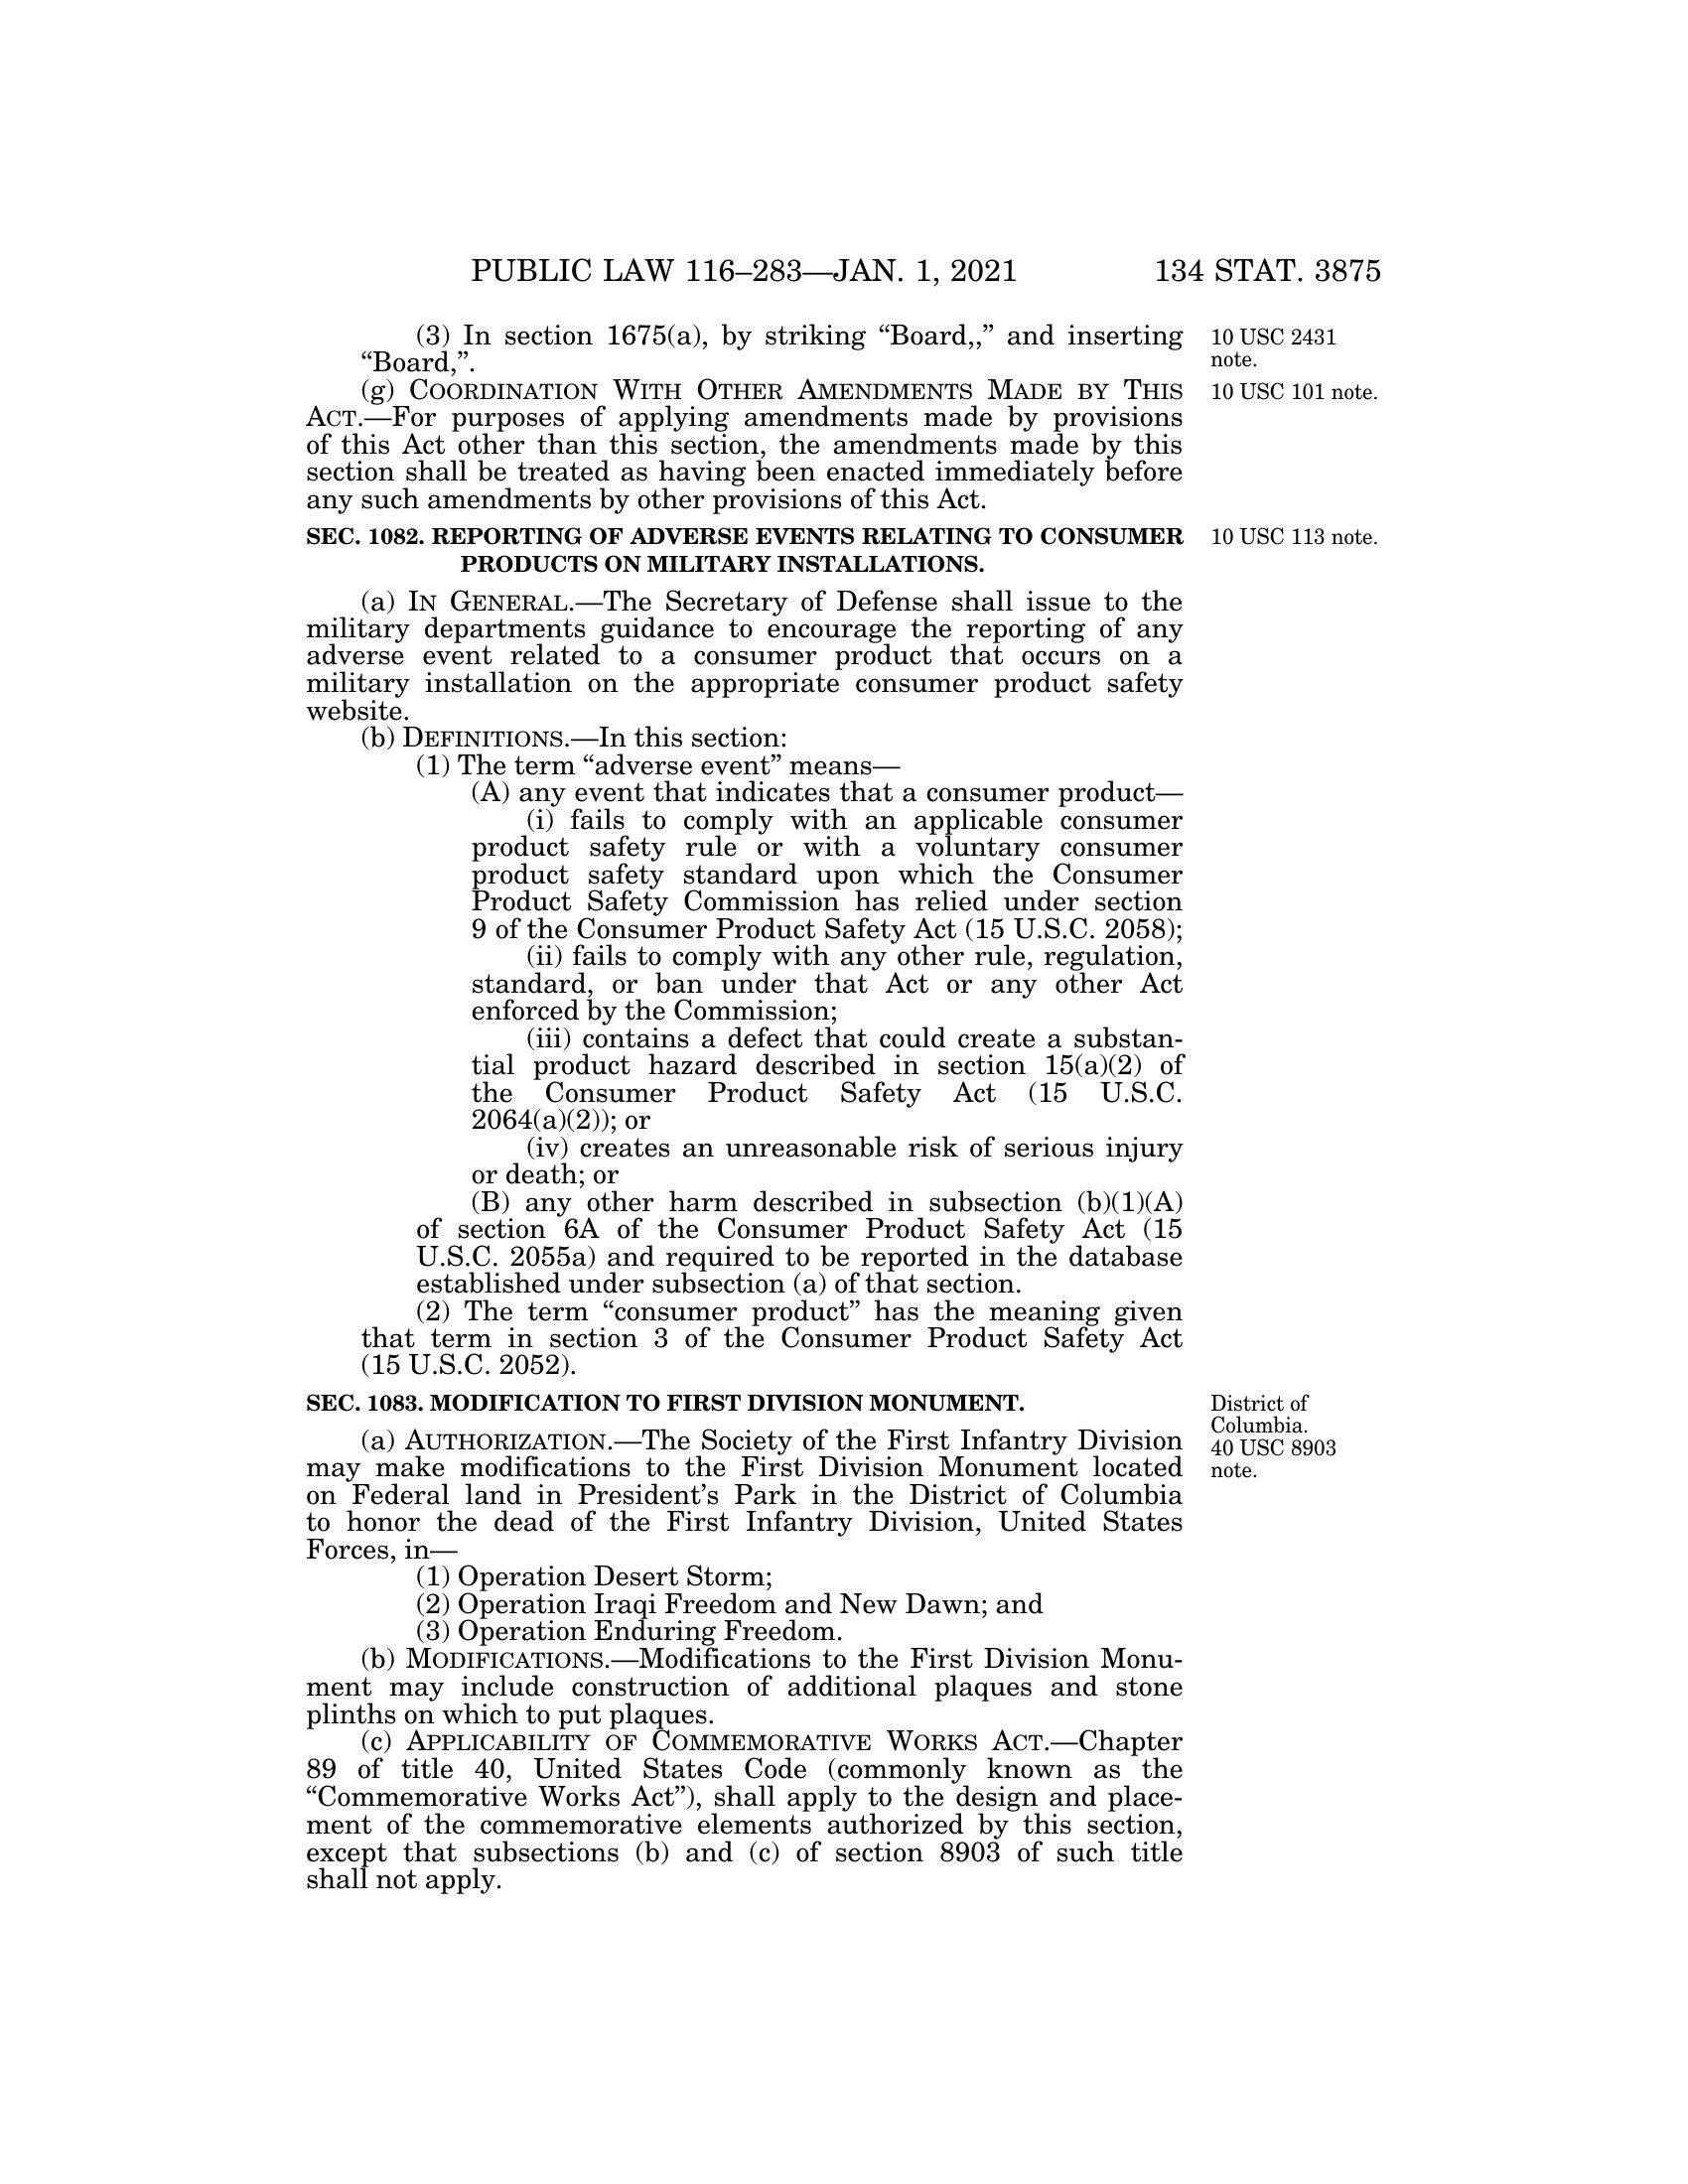 PUBLIC LAW 116–283—JAN. 1, 2021
134 STAT. 3875
(3) In section 1675(a), by striking “Board,,” and inserting
“Board,”.
10 USC 2431
note.
(g) COORDINATION WITH OTHER AMENDMENTS MADE BY THIS
10 USC 101 note.
ACT.—For purposes of applying amendments made by provisions
of this Act other than this section, the amendments made by this
section shall be treated as having been enacted immediately before
any such amendments by other provisions of this Act.
SEC. 1082. REPORTING OF ADVERSE EVENTS RELATING TO CONSUMER
PRODUCTS ON MILITARY INSTALLATIONS.
10 USC 113 note.
(a) IN GENERAL.—The Secretary of Defense shall issue to the
military departments guidance to encourage the reporting of any
adverse event related to a consumer product that occurs on a
military installation on the appropriate consumer product safety
website.
(b) DEFINITIONS.—In this section:
(1) The term “adverse event” means—
(A) any event that indicates that a consumer product—
(i) fails to comply with an applicable consumer
product safety rule or with a voluntary consumer
product safety standard upon which the Consumer
Product Safety Commission has relied under section
9 of the Consumer Product Safety Act (15 U.S.C. 2058);
(ii) fails to comply with any other rule, regulation,
standard, or ban under that Act or any other Act
enforced by the Commission;
(iii) contains a defect that could create a substan-
tial product hazard described in section 15(a)(2) of
the Consumer Product Safety Act (15 U.S.C.
2064(a)(2)); or
(iv) creates an unreasonable risk of serious injury
or death; or
(B) any other harm described in subsection (b)(1)(A)
of section 6A of the Consumer Product Safety Act (15
U.S.C. 2055a) and required to be reported in the database
established under subsection (a) of that section.
(2) The term “consumer product” has the meaning given
that term in section 3 of the Consumer Product Safety Act
(15 U.S.C. 2052).
SEC. 1083. MODIFICATION TO FIRST DIVISION MONUMENT.
District of
Columbia.
40 USC 8903
note.
(a) AUTHORIZATION.—The Society of the First Infantry Division
may make modifications to the First Division Monument located
on Federal land in President’s Park in the District of Columbia
to honor the dead of the First Infantry Division, United States
Forces, in—
(1) Operation Desert Storm;
(2) Operation Iraqi Freedom and New Dawn; and
(3) Operation Enduring Freedom.
(b) MODIFICATIONS.—Modifications to the First Division Monu-
ment may include construction of additional plaques and stone
plinths on which to put plaques.
(c) APPLICABILITY OF COMMEMORATIVE WORKS ACT.—Chapter
89 of title 40, United States Code (commonly known as the
“Commemorative Works Act”), shall apply to the design and place-
ment of the commemorative elements authorized by this section,
except that subsections (b) and (c) of section 8903 of such title
shall not apply.